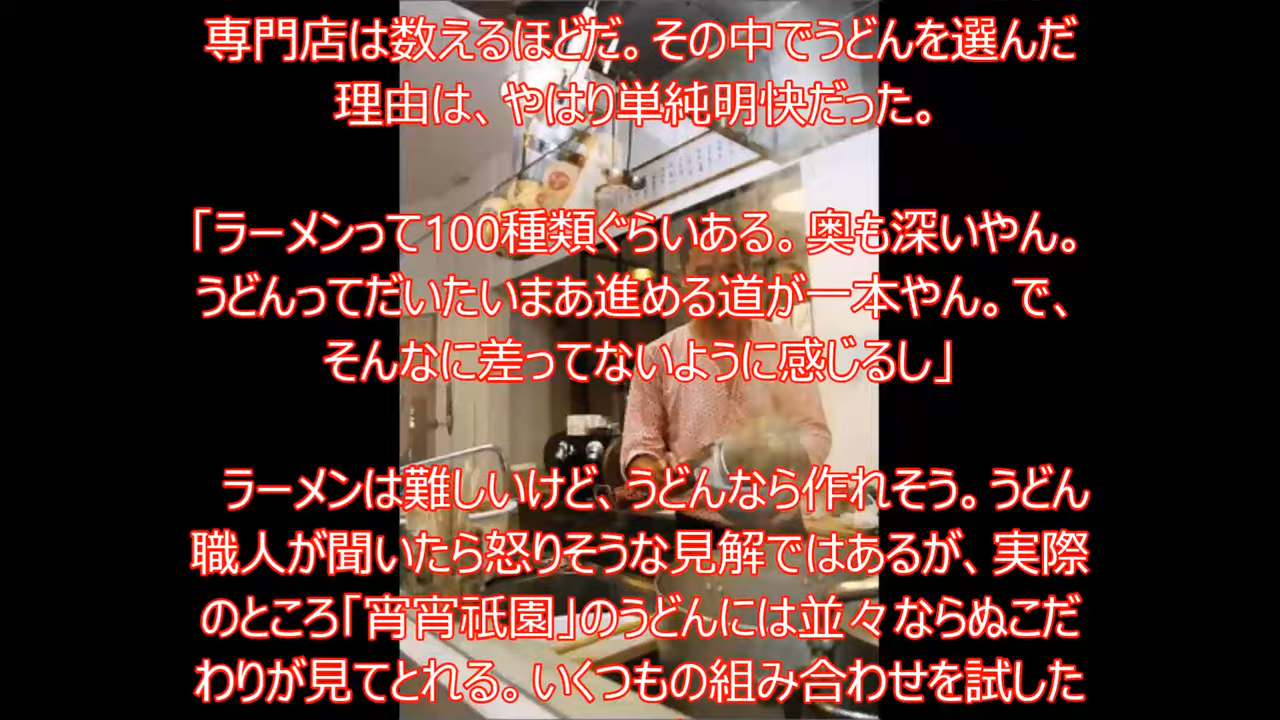 専門店は数えるほどだ。その中でうどんを選んだ
理由は、やはり単純明快だった。
「ラーメンって100種類ぐらいある。奥も深いやん。
うどんってだいたいまあ進める道が一本やん。で、
そんなに差ってないように感じるし」
ラーメンは難しいけど、うどんなら作れそう。うどん
職人が聞いたら怒りそうな見解ではあるが、実際
のところ「宵宵祇園」のうどんには並々ならぬこだ
わりが見てとれる。いくつもの組み合わせを試した